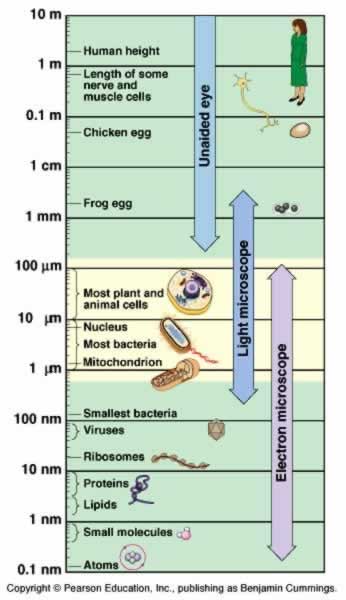 10 m
Human height
1 m
Length of some
nerve and
muscle cells
0.1 m
Chicken egg
Unaided eye
1 cm
Frog egg
1 mm
100 µm
Most plant and
animal cells
Light microscope
10 µm
Nucleus
Most bacteria
Mitochondrion
1 µm
Electron microscope
Smallest bacteria
100 nm
Viruses
Ribosomes
10 nm
Proteins
Lipids
1 nm
Small molecules
Atoms
0.1 nm
Copyright © Pearson Education, Inc., publishing as Benjamin Cummings.